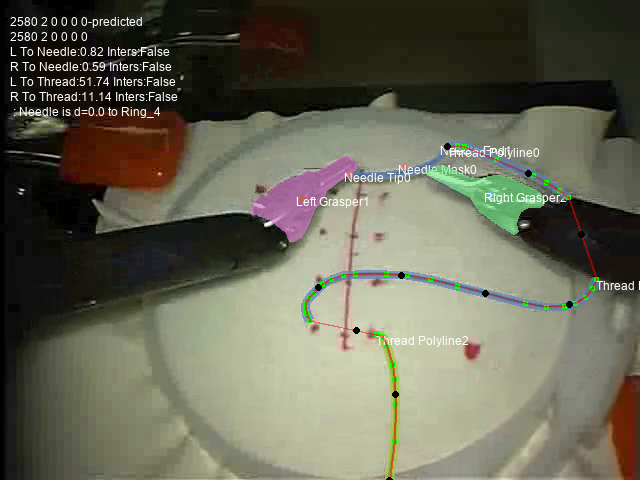 2580 2 0 0 0 0-predicted
2580 2 0 0 0 0
L To Needle:0.82 Inters:False
R To Needle:0.59 Inters:False
L To Thread:51.74 Inters:False
R To Thread:11.14 Inters:False
: Needle is d=0.0 to Ring_4
Thread Polyline0
Needle Mask0
Needle Tip0
Left Grasper1
Right Grasper2
Thread
Thread Polyline2